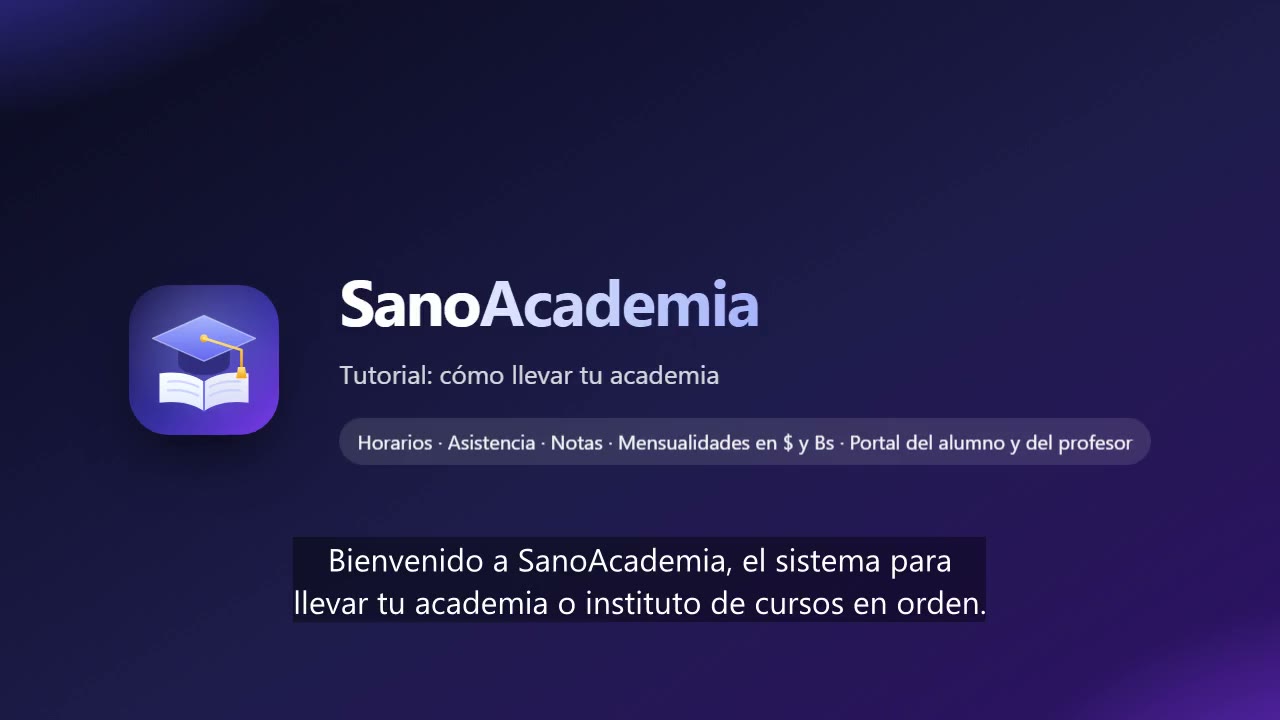 SanoAcademia
Tutorial: cómo llevar tu academia
Horarios · Asistencia · Notas · Mensualidades en $ y Bs · Portal del alumno y del profesor
Bienvenido a SanoAcademia, el sistema para
llevar tu academia o instituto de cursos en orden.